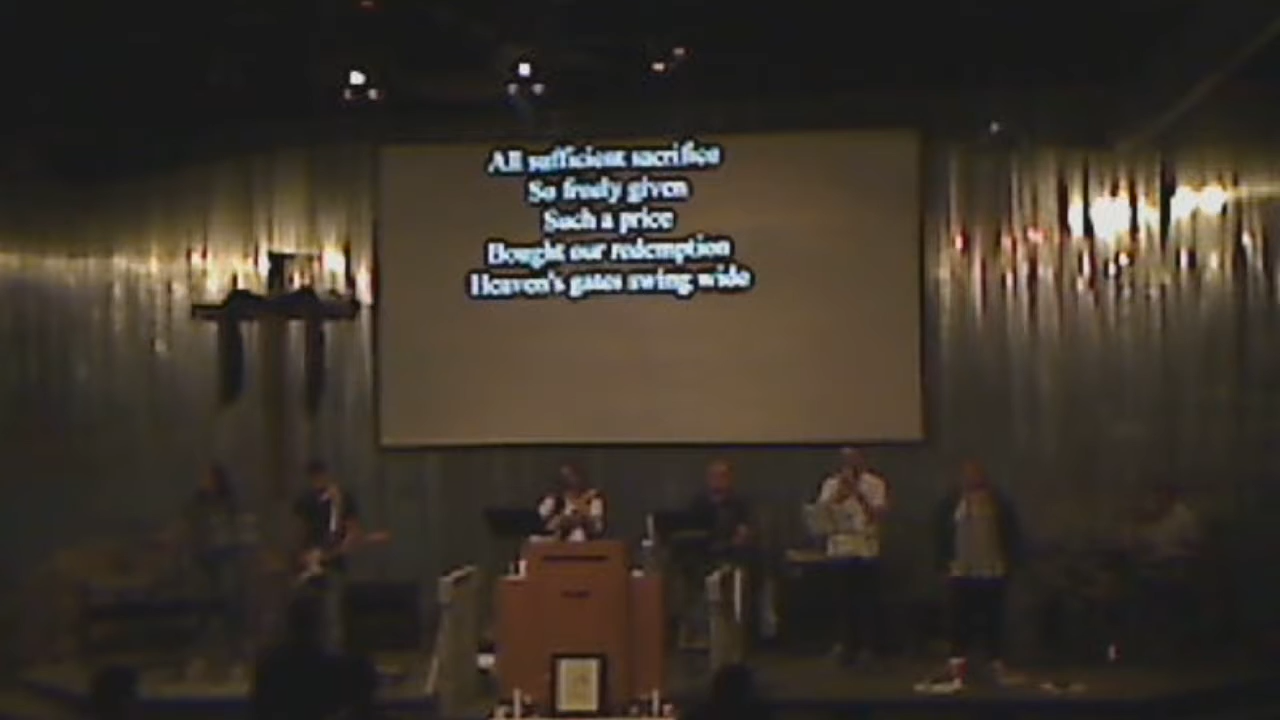 All sufficient sacrifice
So freely given
Such a price
Bought our redemption
Heaven's gates swing wide